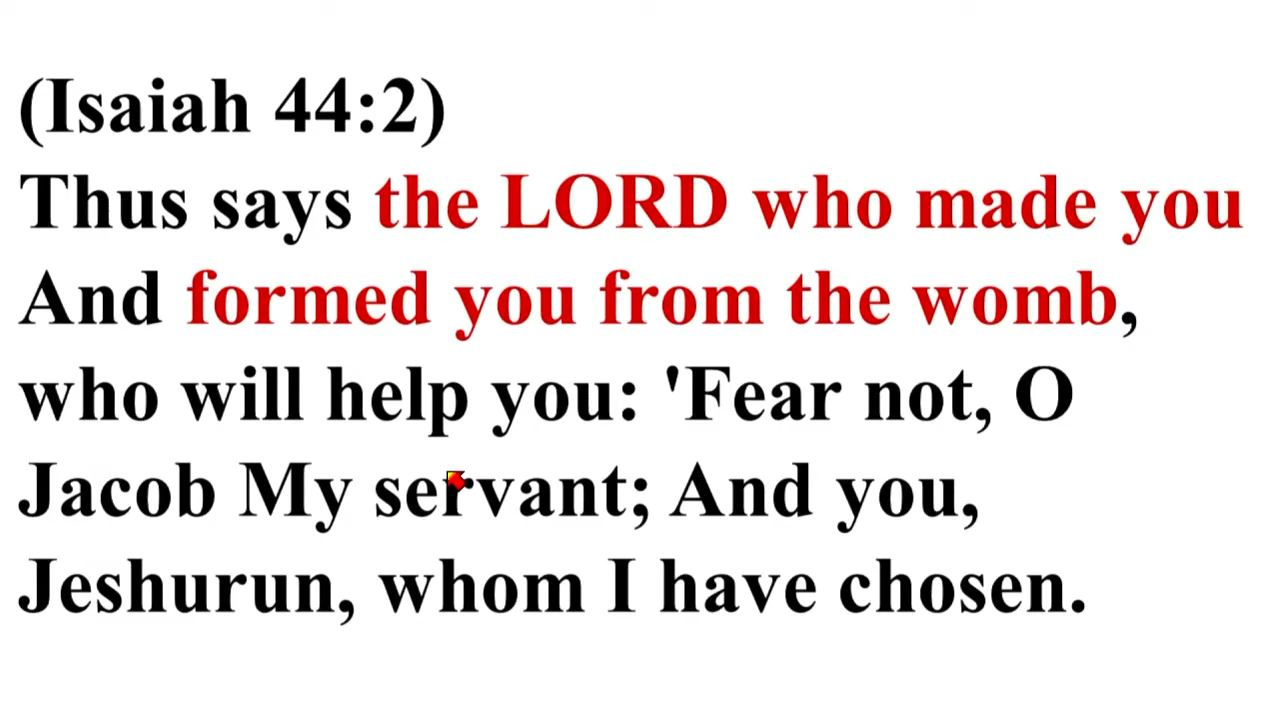 (Isaiah 44:2)
Thus says the LORD who made you
And formed you from the womb,
who will help you: 'Fear not, O
Jacob My servant; And you,
Jeshurun, whom I have chosen.